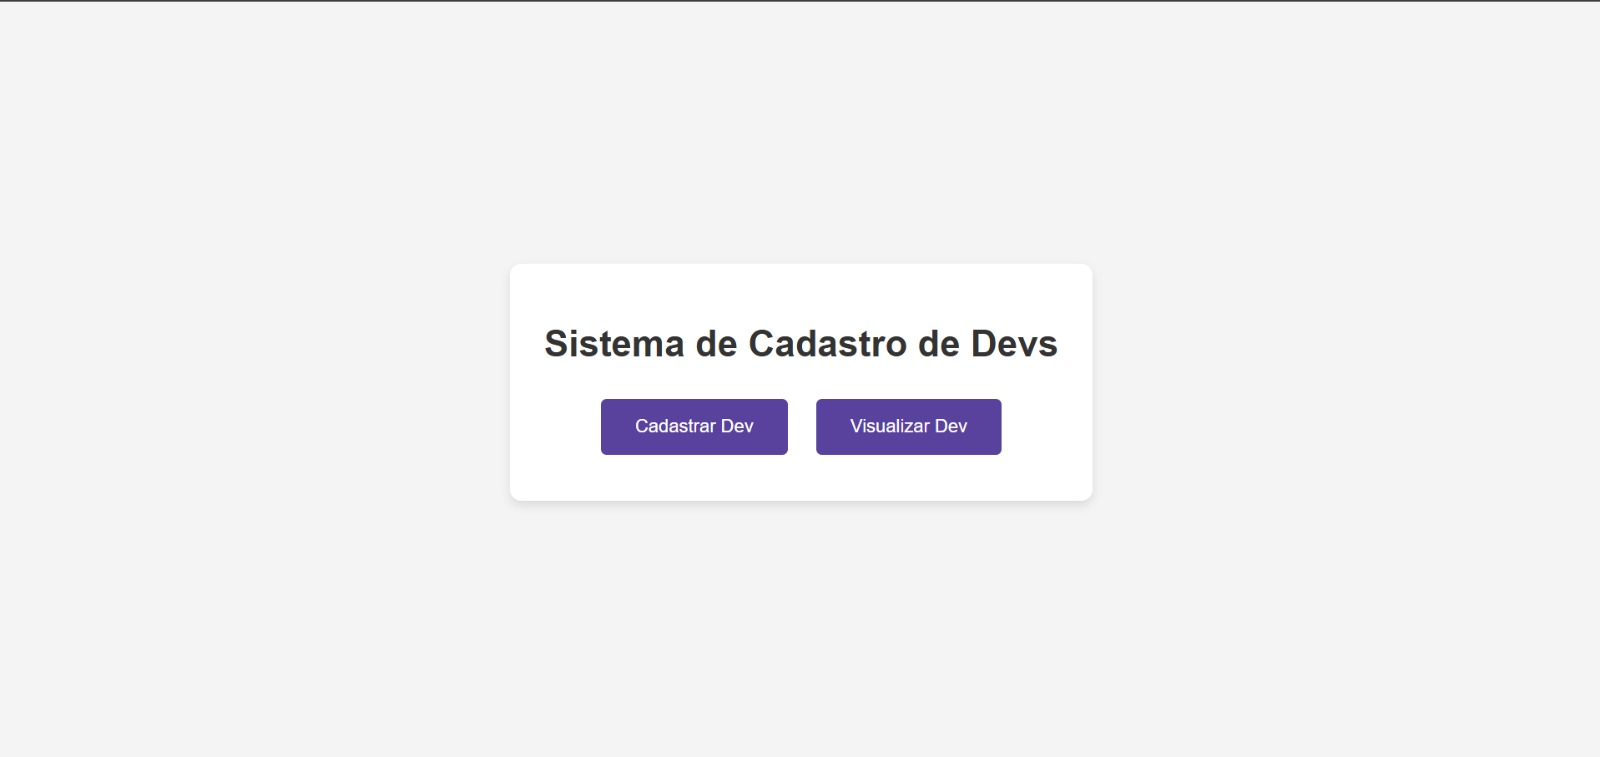 Sistema de Cadastro de Devs
Cadastrar Dev
Visualizar Dev